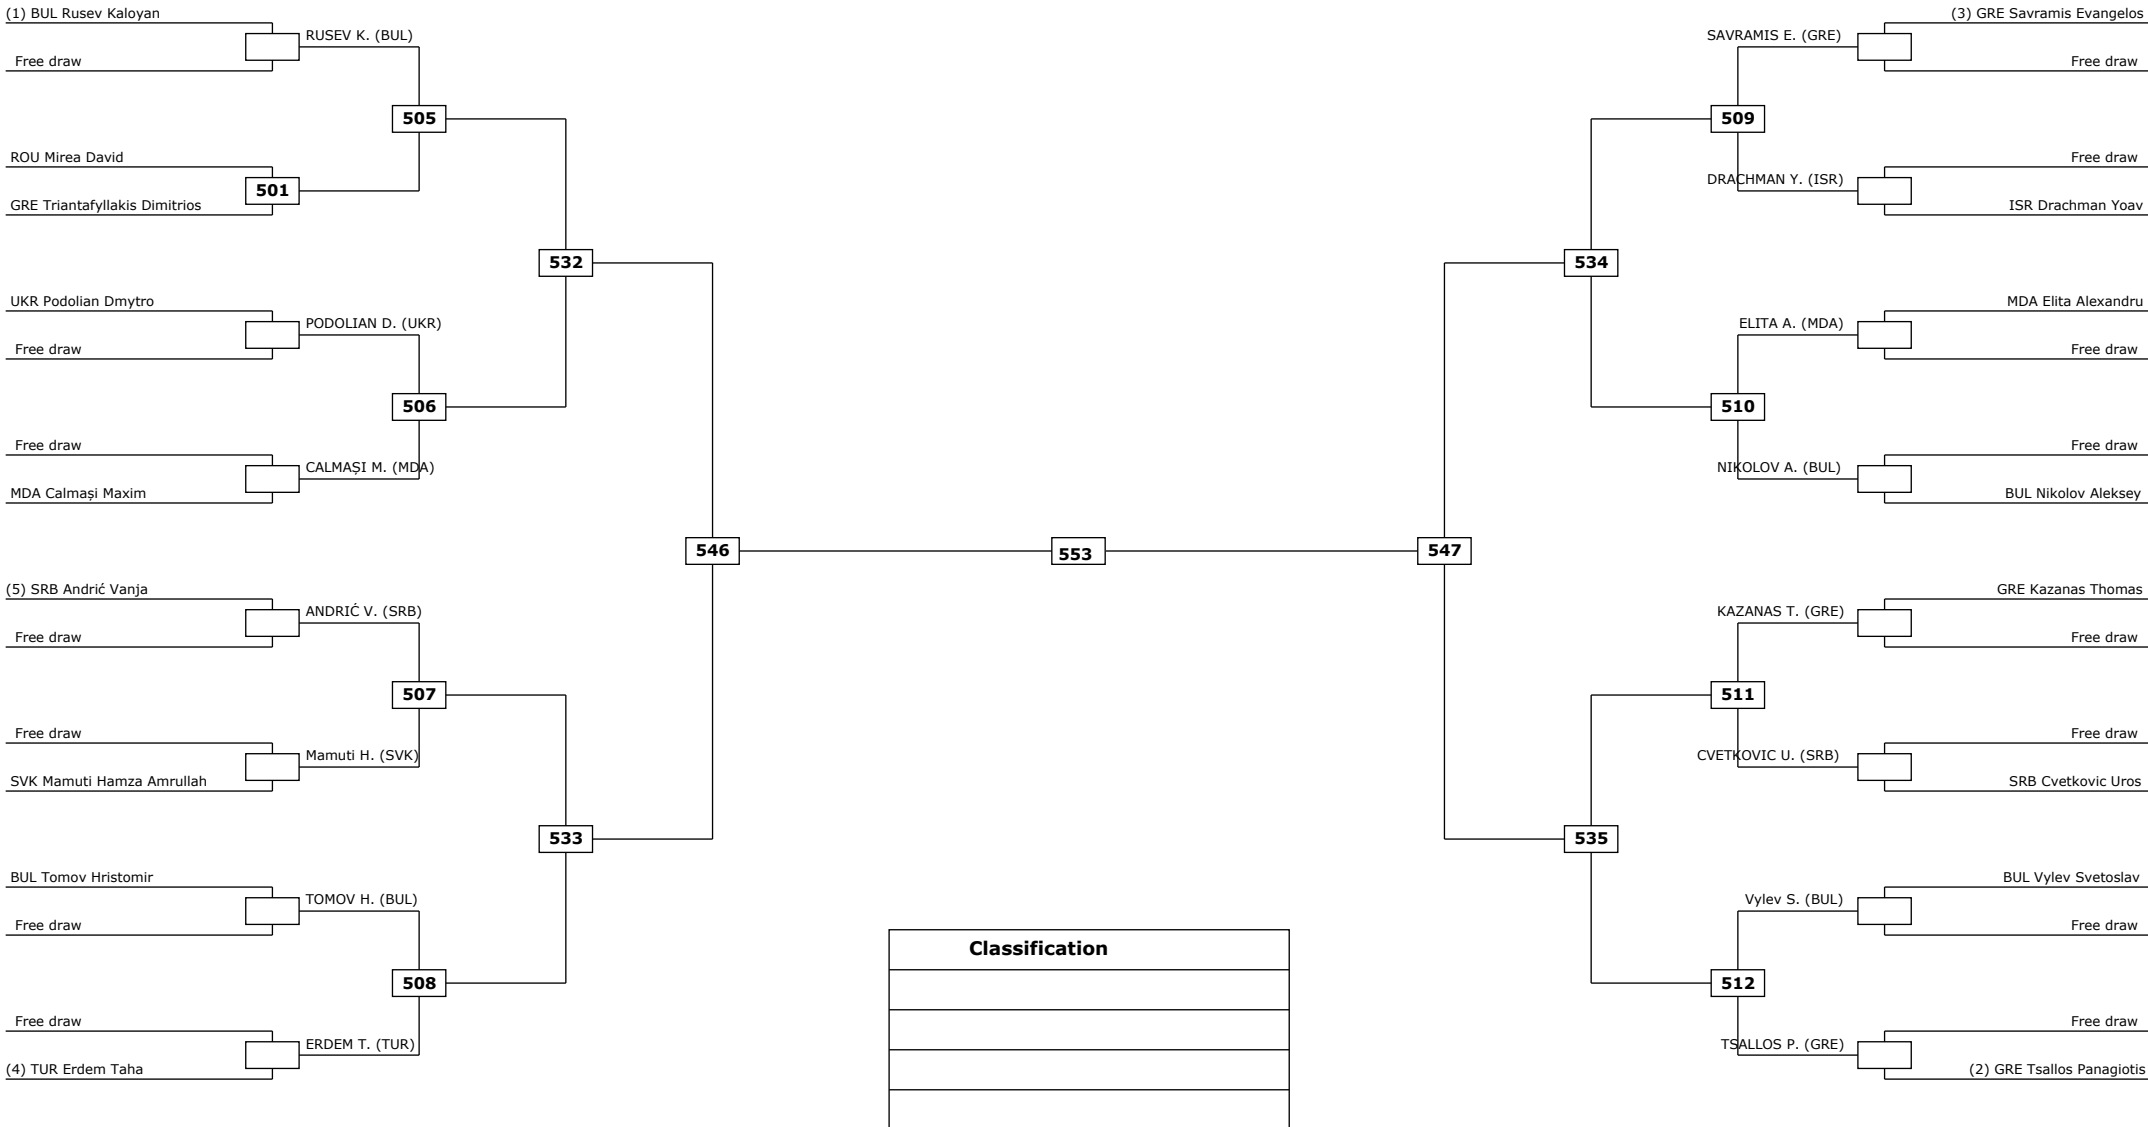 (1) BUL Rusev Kaloyan
RUSEV K. (BUL)
Free draw
505
ROU Mirea David
501
GRE Triantafyllakis Dimitrios
532
UKR Podolian Dmytro
PODOLIAN D. (UKR)
Free draw
506
Free draw
CALMAȘI M. (MDA)
MDA Calmași Maxim
546
(5) SRB Andrić Vanja
ANDRIĆ V. (SRB)
Free draw
507
Free draw
Mamuti H. (SVK)
SVK Mamuti Hamza Amrullah
533
BUL Tomov Hristomir
TOMOV H. (BUL)
Free draw
508
Free draw
ERDEM T. (TUR)
(4) TUR Erdem Taha
553
Classification
(3) GRE Savramis Evangelos
SAVRAMIS E. (GRE)
Free draw
509
Free draw
DRACHMAN Y. (ISR)
ISR Drachman Yoav
534
MDA Elita Alexandru
ELITA A. (MDA)
Free draw
510
Free draw
NIKOLOV A. (BUL)
BUL Nikolov Aleksey
547
GRE Kazanas Thomas
KAZANAS T. (GRE)
Free draw
511
Free draw
CVETKOVIC U. (SRB)
SRB Cvetkovic Uros
535
BUL Vylev Svetoslav
Vylev S. (BUL)
Free draw
512
Free draw
TSALLOS P. (GRE)
(2) GRE Tsallos Panagiotis